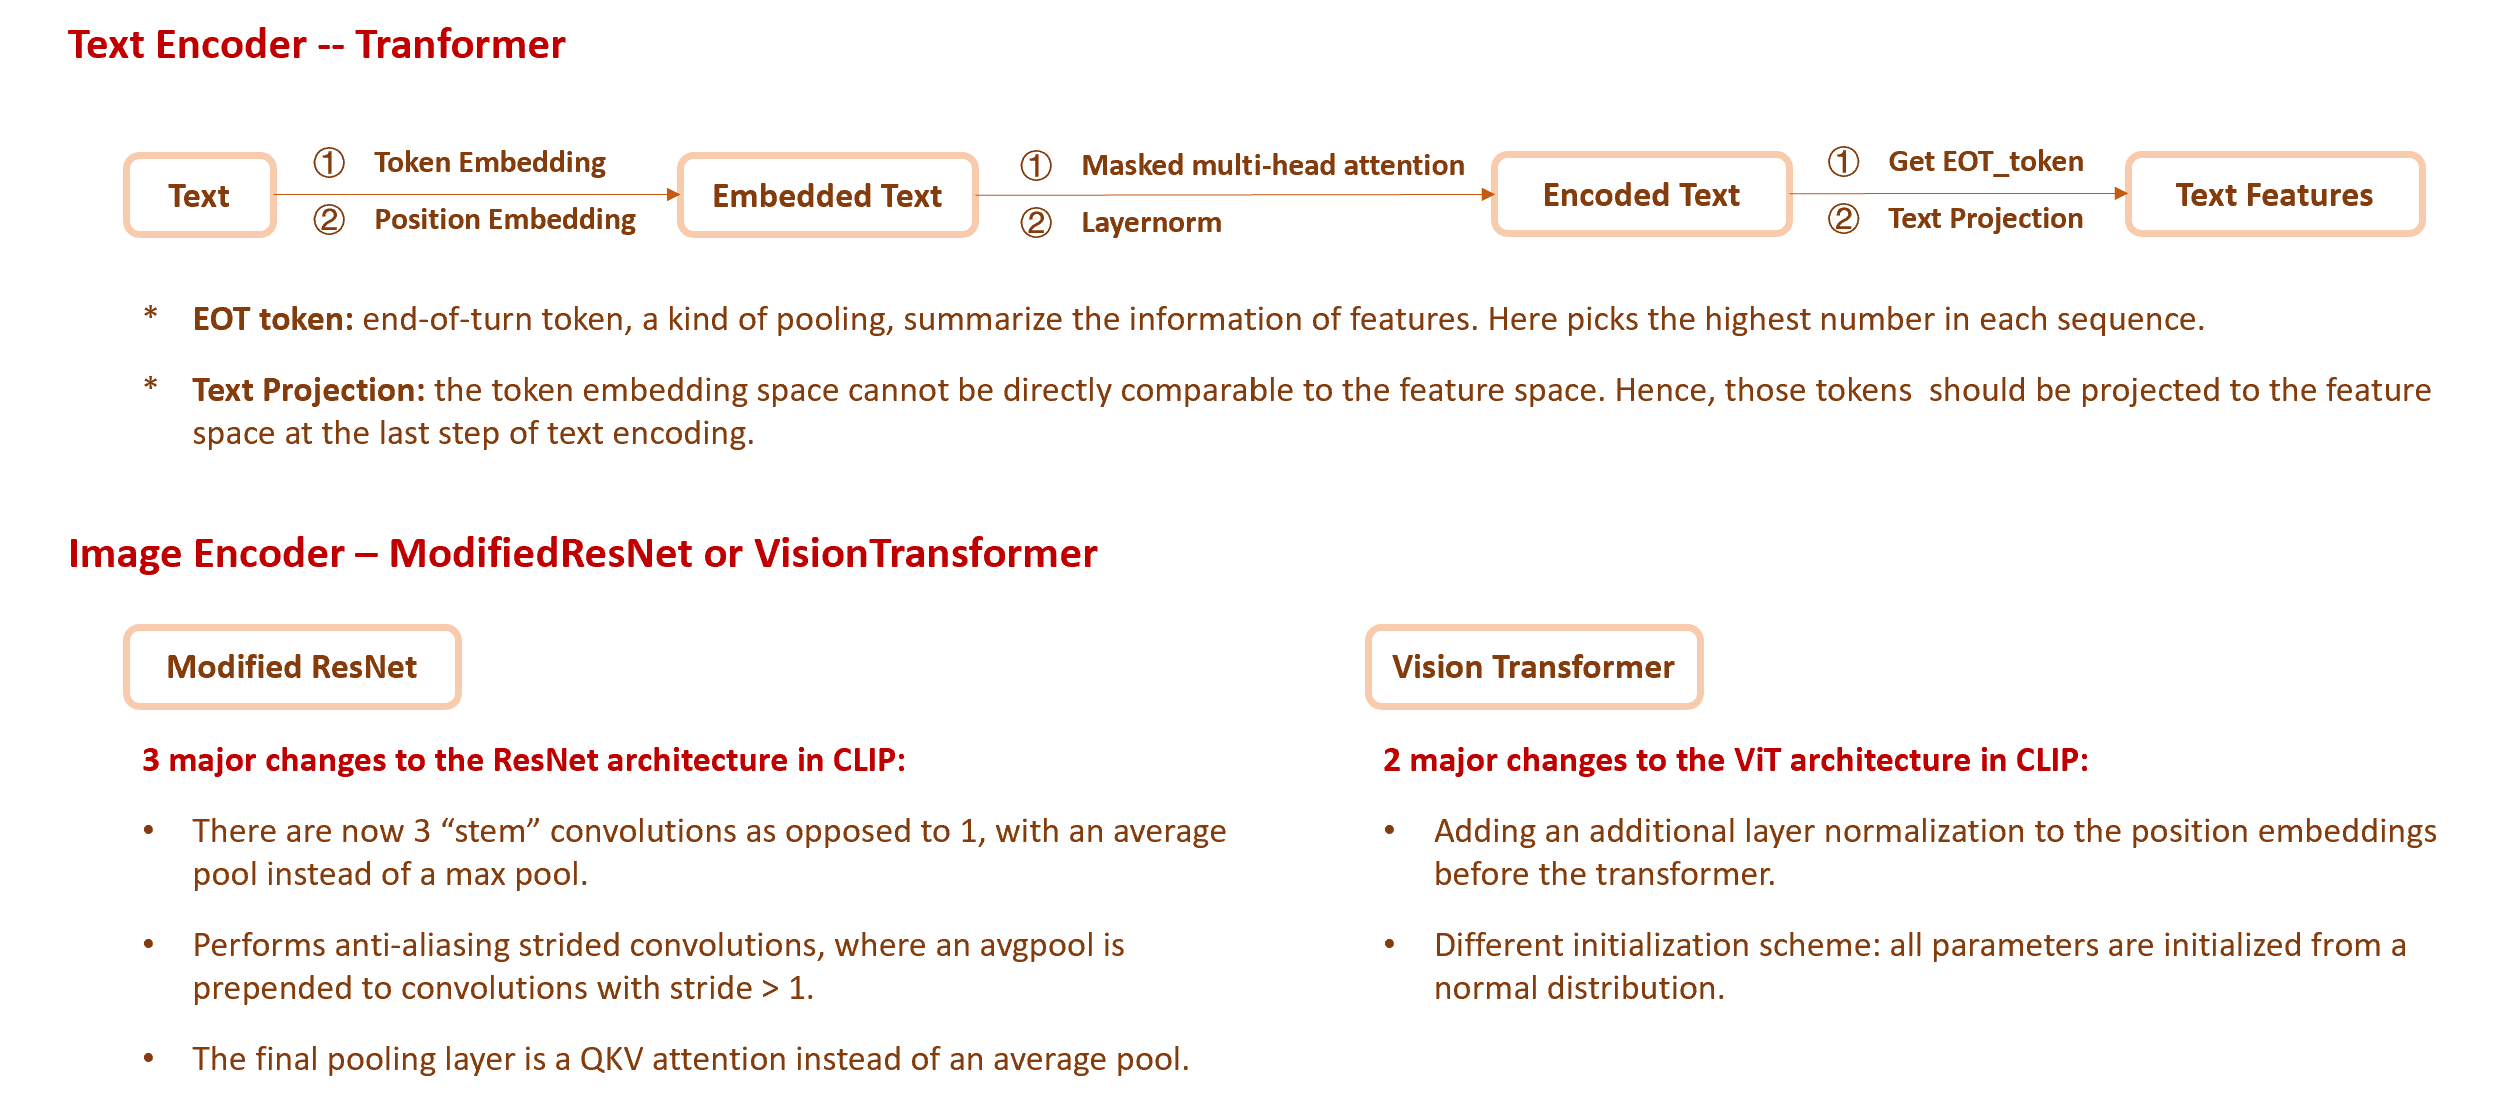 Text Encoder -- Tranformer
Text
① Token Embedding
② Position Embedding
Embedded Text
① Masked multi-head attention
② Layernorm
Encoded Text
① Get EOT_token
② Text Projection
Text Features
* EOT token: end-of-turn token, a kind of pooling, summarize the information of features. Here picks the highest number in each sequence.
* Text Projection: the token embedding space cannot be directly comparable to the feature space. Hence, those tokens  should be projected to the feature
space at the last step of text encoding.
Image Encoder – ModifiedResNet or VisionTransformer
Modified ResNet
3 major changes to the ResNet architecture in CLIP:
• There are now 3 “stem” convolutions as opposed to 1, with an average
pool instead of a max pool.
• Performs anti-aliasing strided convolutions, where an avgpool is
prepended to convolutions with stride > 1.
• The final pooling layer is a QKV attention instead of an average pool.
Vision Transformer
2 major changes to the ViT architecture in CLIP:
• Adding an additional layer normalization to the position embeddings
before the transformer.
• Different initialization scheme: all parameters are initialized from a
normal distribution.